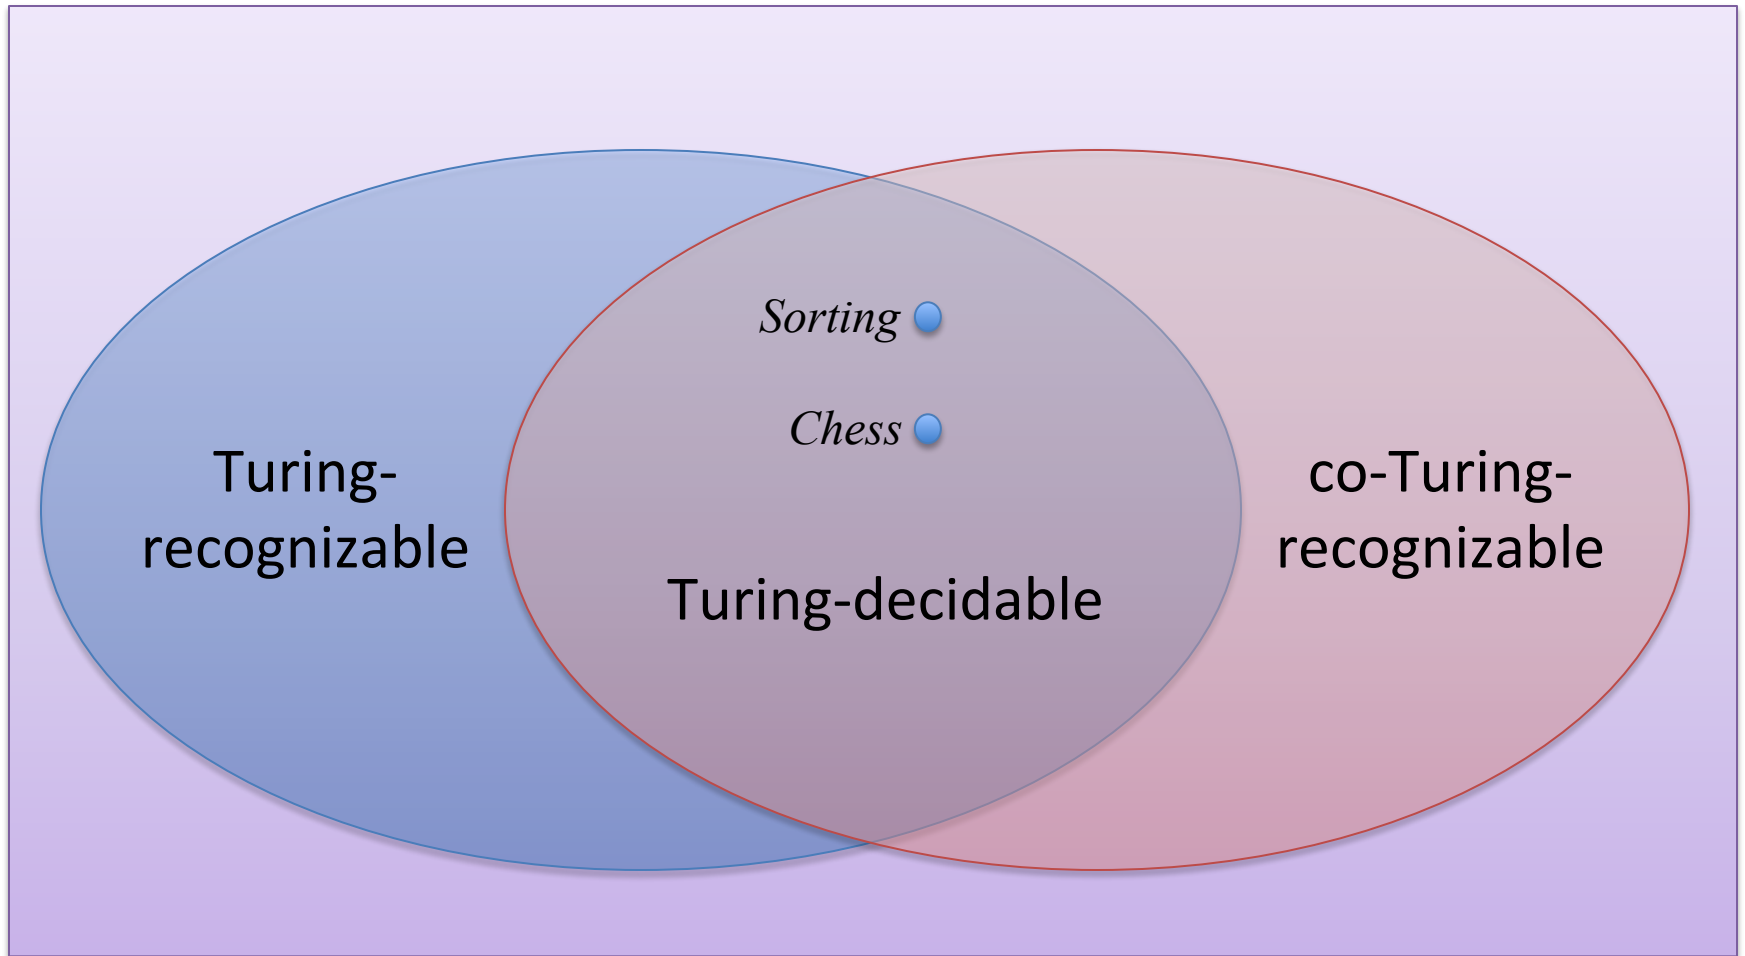 Sorting
Chess
Turing-
recognizable
Turing-decidable
co-Turing-
recognizable